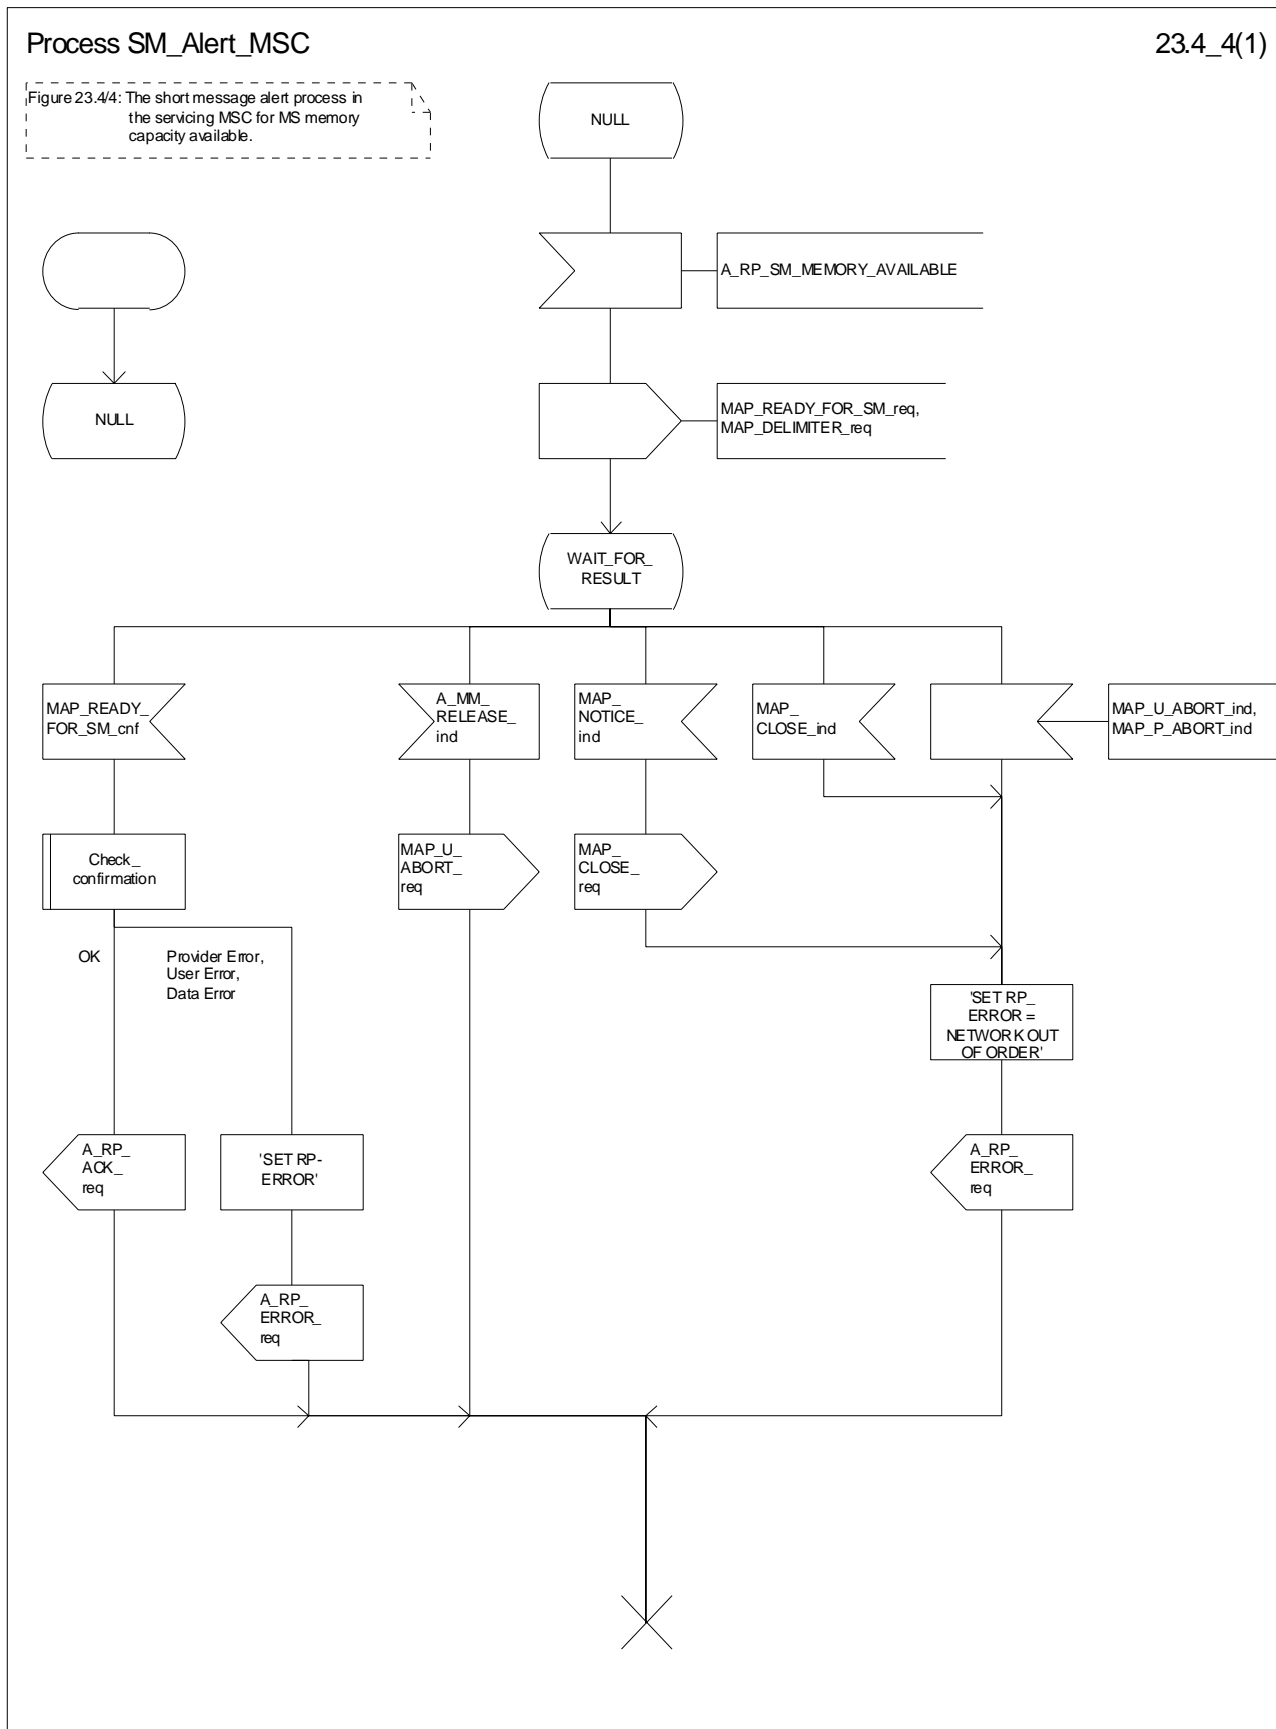 Process SM_Alert_MSC
23.4_4(1)
Figure 23.4/4: The short message alert process in
the servicing MSC for MS memory
capacity available.
NULL
A_RP_SM_MEMORY_AVAILABLE
NULL
MAP_READY_FOR_SM_req,
MAP_DELIMITER_req
WAIT_FOR_
RESULT
MAP_READY_
FOR_SM_cnf
A_MM_
RELEASE_
ind
MAP_
NOTICE_
ind
MAP_
CLOSE_ind
MAP_U_ABORT_ind,
MAP_P_ABORT_ind
Check_
confirmation
MAP_U_
ABORT_
req
MAP_
CLOSE_
req
OK
Provider Error,
User Error,
Data Error
'SET RP_
ERROR =
NETWORK OUT
OF ORDER'
A_RP_
ACK_
req
'SET RP-
ERROR'
A_RP_
ERROR_
req
A_RP_
ERROR_
req